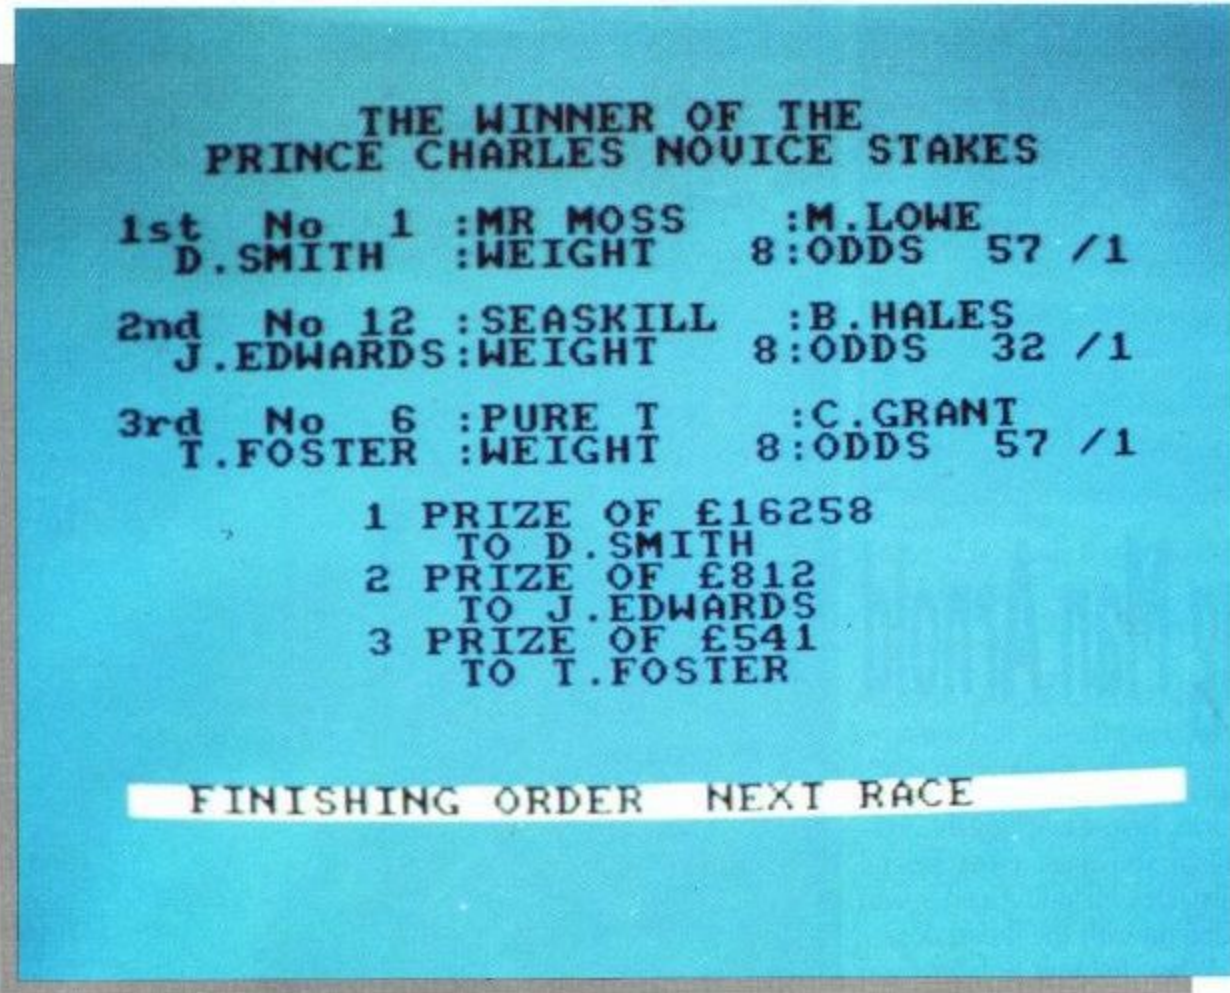 THE WINNER OF THE
PRINCE CHARLES NOVICE STAKES
1st No 1 :MR MOSS :M.LOWE
D.SMITH :WEIGHT 8:ODDS 57 /1
2nd No 12 :SEASKILL :B.HALES
J.EDWARDS:WEIGHT 8:ODDS 32 /1
3rd No 6 :PURE T :C.GRANT
T.FOSTER :WEIGHT 8:ODDS 57 /1
1 PRIZE OF £16258
TO D.SMITH
2 PRIZE OF £812
TO J.EDWARDS
3 PRIZE OF £541
TO T.FOSTER
FINISHING ORDER NEXT RACE